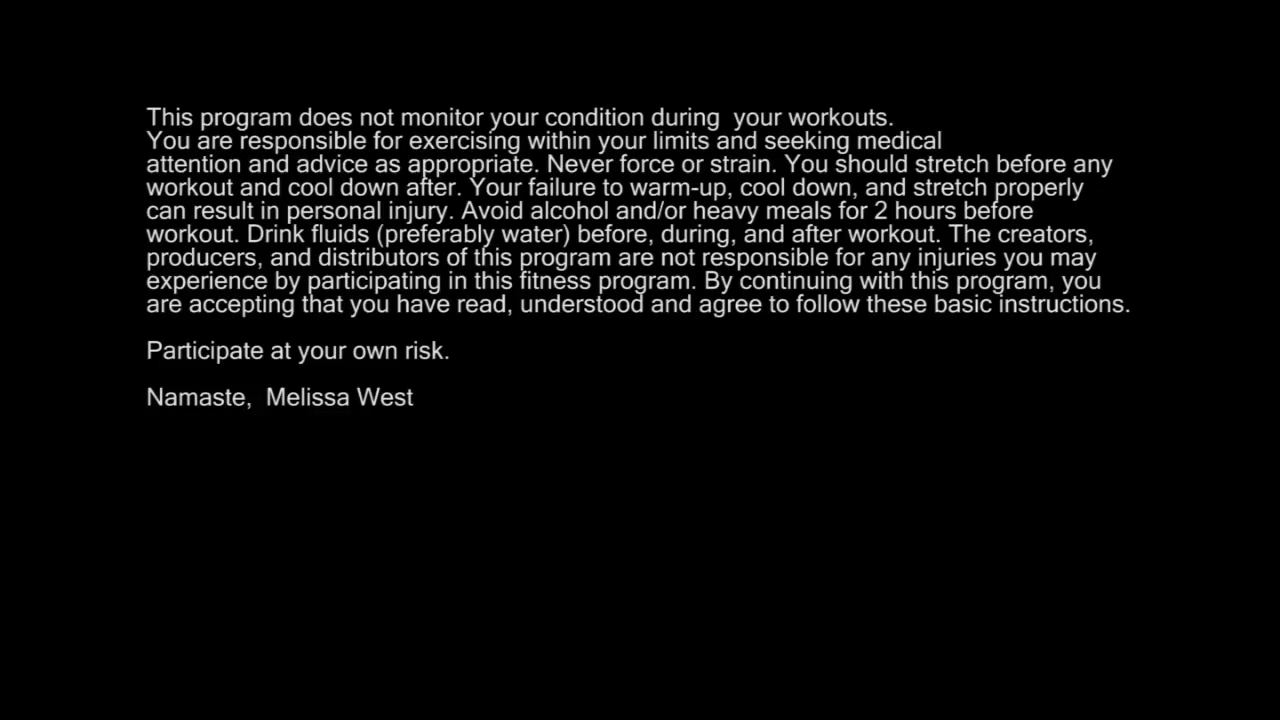 This program does not monitor your condition during  your workouts.
You are responsible for exercising within your limits and seeking medical
attention and advice as appropriate. Never force or strain. You should stretch before any
workout and cool down after. Your failure to warm-up, cool down, and stretch properly
can result in personal injury. Avoid alcohol and/or heavy meals for 2 hours before
workout. Drink fluids (preferably water) before, during, and after workout. The creators,
producers, and distributors of this program are not responsible for any injuries you may
experience by participating in this fitness program. By continuing with this program, you
are accepting that you have read, understood and agree to follow these basic instructions.
Participate at your own risk.
Namaste,  Melissa West